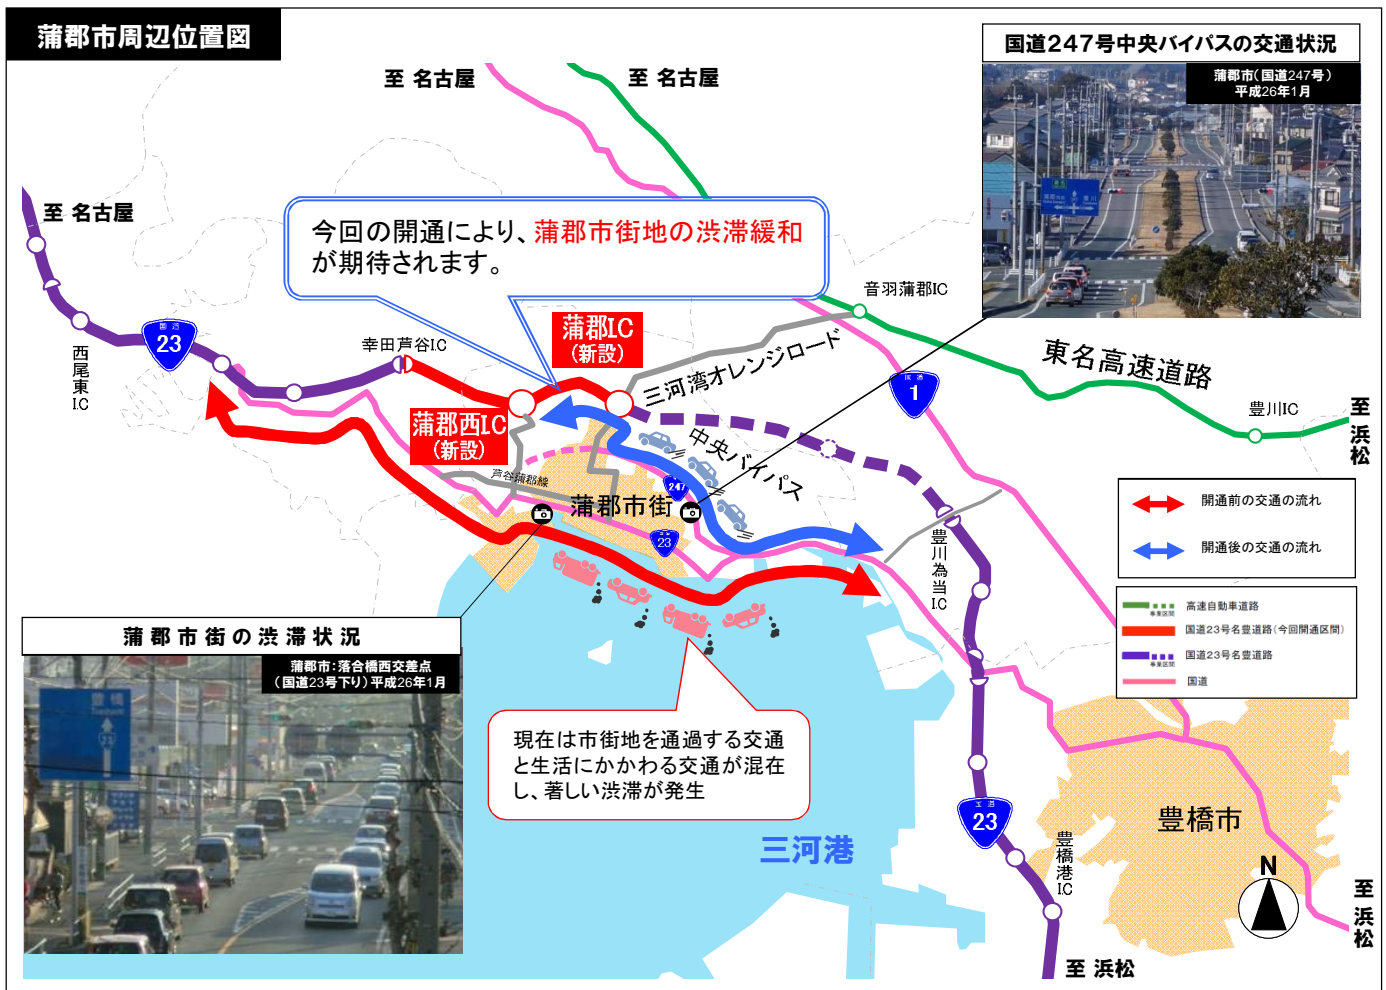 蒲郡市周辺位置図
国道247号中央バイパスの交通状況
蒲郡市(国道247号)
平成26年1月
至 名古屋
至 名古屋
至 名古屋
今回の開通により、蒲郡市街地の渋滞緩和
が期待されます。
音羽蒲郡IC
蒲郡IC
(新設)
国道
23
幸田芦谷IC
西尾東IC
三河湾オレンジロード
東名高速道路
国道
1
蒲郡西IC
(新設)
豊川IC
至 浜松
中央バイパス
芦谷蒲郡線
247
蒲郡市街
23
開通前の交通の流れ
開通後の交通の流れ
豊川為当IC
高速自動車道路
事業区間
国道23号名豊道路(今回開通区間)
国道23号名豊道路
事業区間
国道
蒲郡市街の渋滞状況
蒲郡市:落合橋西交差点
(国道23号下り)平成26年1月
豊橋
23
現在は市街地を通過する交通
と生活にかかわる交通が混在
し、著しい渋滞が発生
三河港
23
豊橋市
豊橋港IC
N
至 浜松
至 浜松